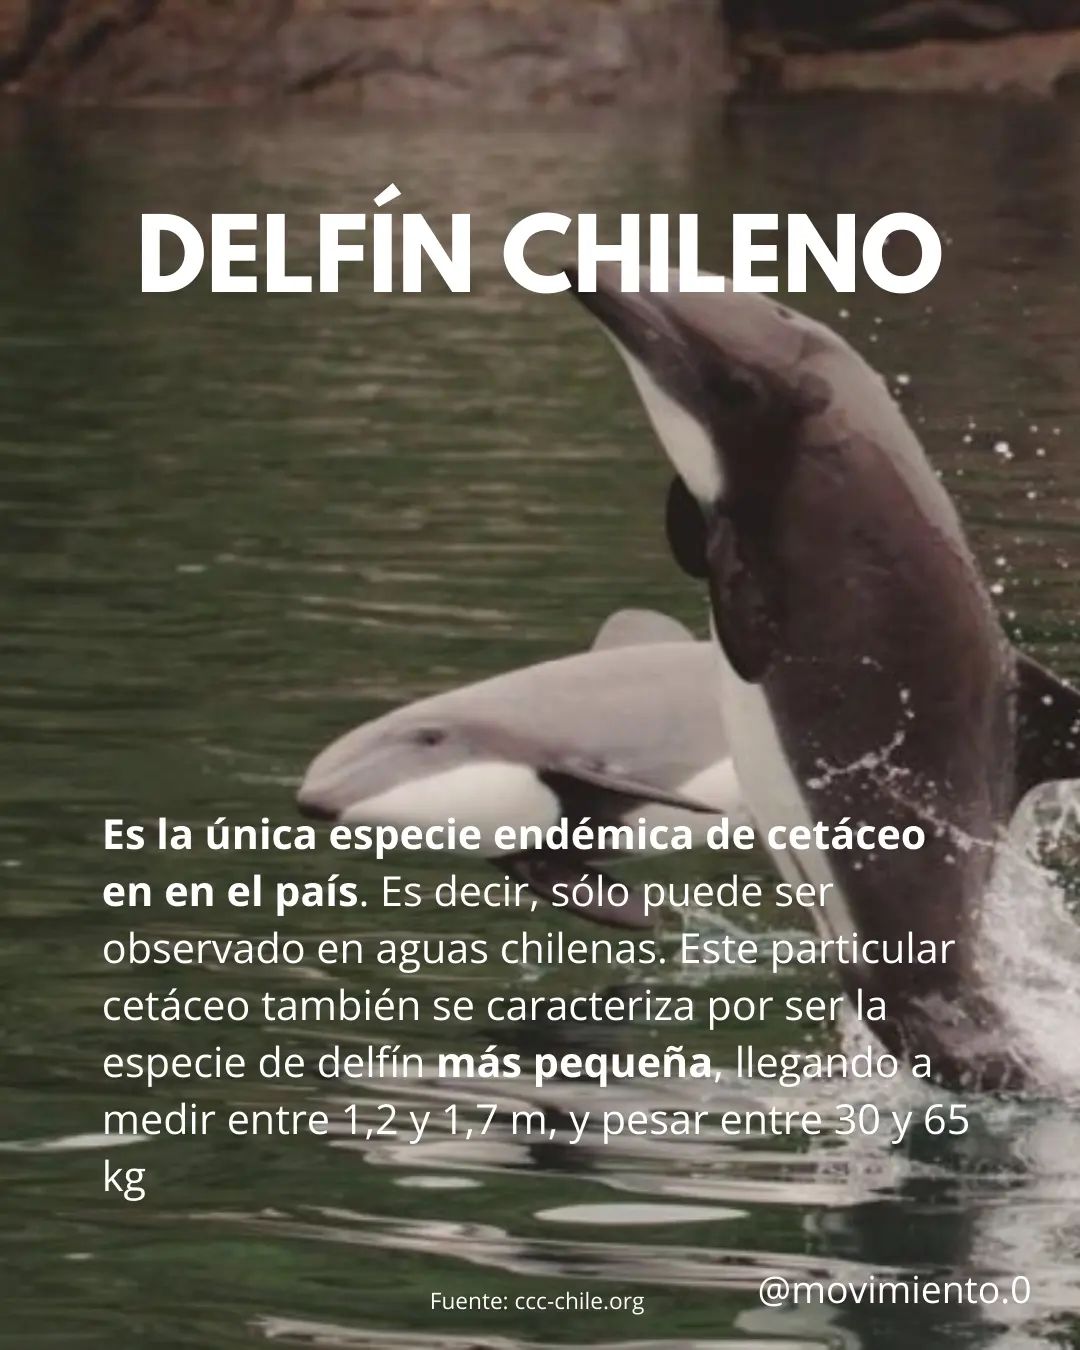 DELFÍN CHILENO
Es la única especie endémica de cetáceo
en en el país. Es decir, sólo puede ser
observado en aguas chilenas. Este particular
cetáceo también se caracteriza por ser la
especie de delfín más pequeña, llegando a
medir entre 1,2 y 1,7 m, y pesar entre 30 y 65
kg
Fuente: ccc-chile.org
@movimiento.0